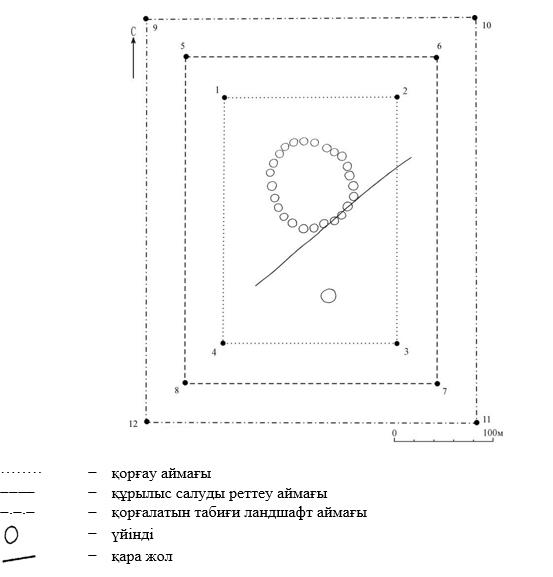 9
10
С
5
6
1
2
4
3
8
7
12
11
0
100м
– қорғау аймағы
– құрылыс салуды реттеу аймағы
– қорғалатын табиғи ландшафт аймағы
– үйінді
– қара жол